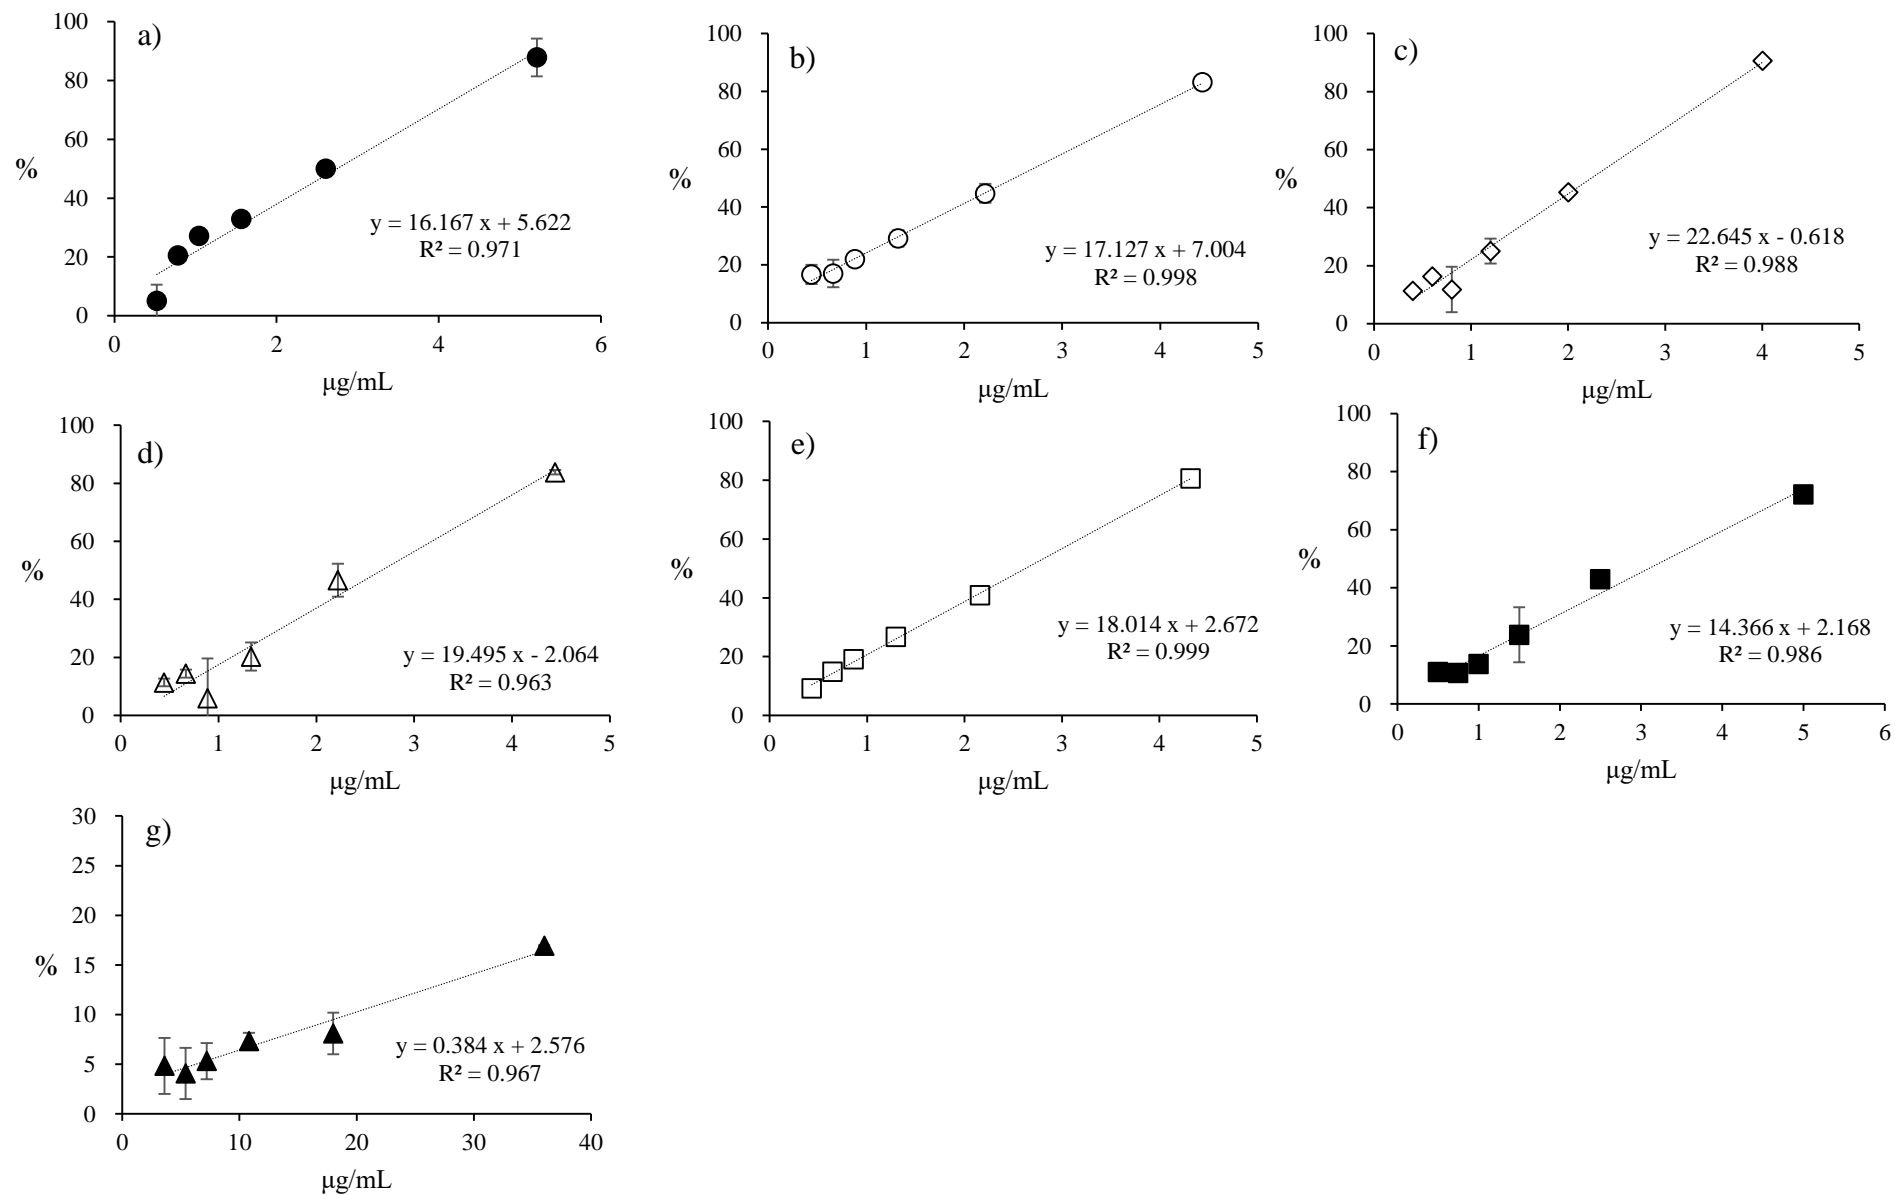 a)
100
80
60
40
20
0
%
y = 16.167 x + 5.622
R² = 0.971
0 2 4 6
µg/mL
b)
100
80
60
40
20
0
%
y = 17.127 x + 7.004
R² = 0.998
0 1 2 3 4 5
µg/mL
c)
100
80
60
40
20
0
%
y = 22.645 x - 0.618
R² = 0.988
0 1 2 3 4 5
µg/mL
d)
100
80
60
40
20
0
%
y = 19.495 x - 2.064
R² = 0.963
0 1 2 3 4 5
µg/mL
e)
100
80
60
40
20
0
%
y = 18.014 x + 2.672
R² = 0.999
0 1 2 3 4 5
µg/mL
f)
100
80
60
40
20
0
%
y = 14.366 x + 2.168
R² = 0.986
0 1 2 3 4 5 6
µg/mL
g)
30
25
20
15
10
5
0
%
y = 0.384 x + 2.576
R² = 0.967
0 10 20 30 40
µg/mL